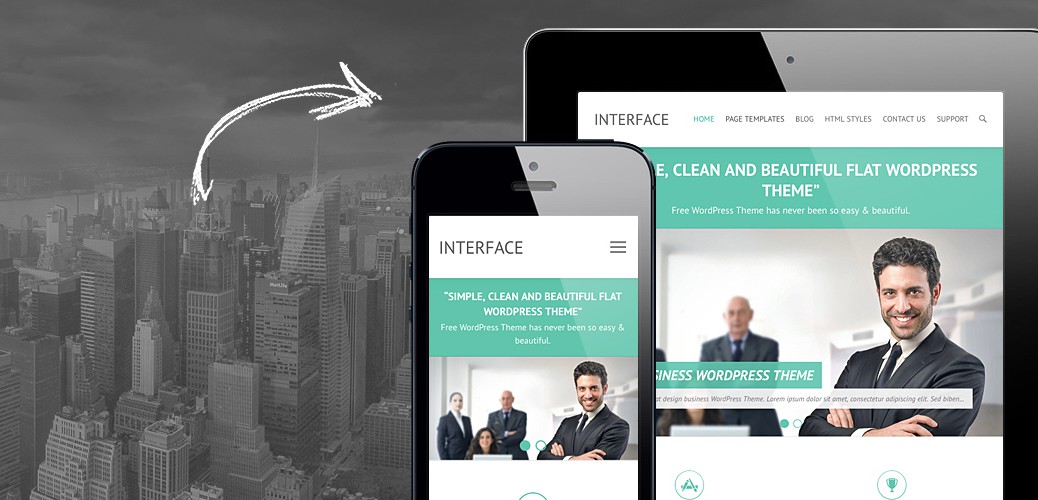 INTERFACE
HOME PAGE TEMPLATES BLOG HTML STYLES CONTACT US SUPPORT
E, CLEAN AND BEAUTIFUL FLAT WORDPRESS
THEME”
Free WordPress Theme has never been so easy & beautiful.
SINESS WORDPRESS THEME
at design business WordPress Theme. Lorem ipsum dolor sit amet, consectetur adipiscing elit. Sed biben...
INTERFACE
“SIMPLE, CLEAN AND BEAUTIFUL FLAT
WORDPRESS THEME”
Free WordPress Theme has never been so easy &
beautiful.
MetLife